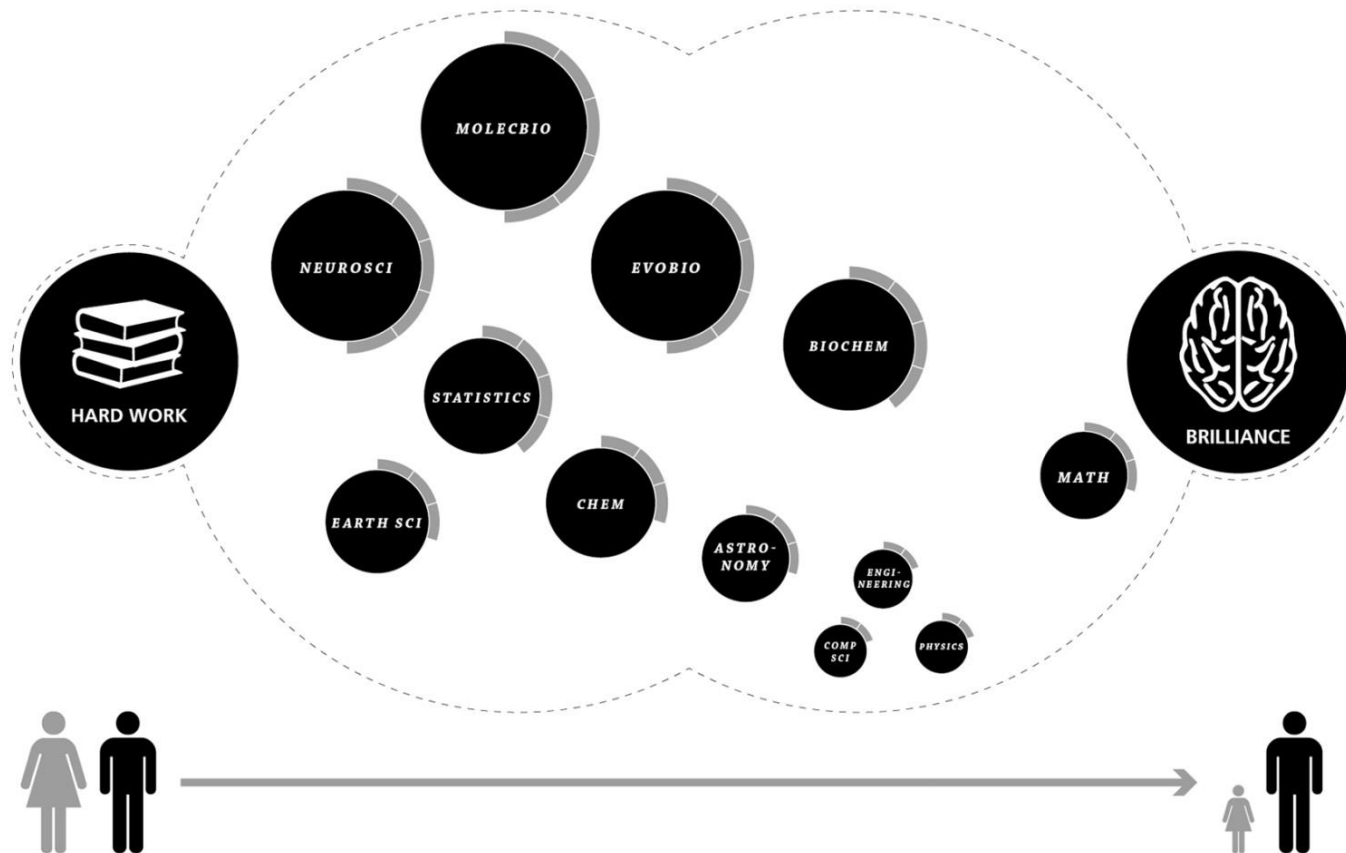 MOLECBIO
NEUROSCI
EVOBIO
BIOCHEM
HARD WORK
STATISTICS
BRILLIANCE
MATH
CHEM
EARTH SCI
ASTRO-
NOMY
ENGI-
NEERING
COMP
SCI
PHYSICS